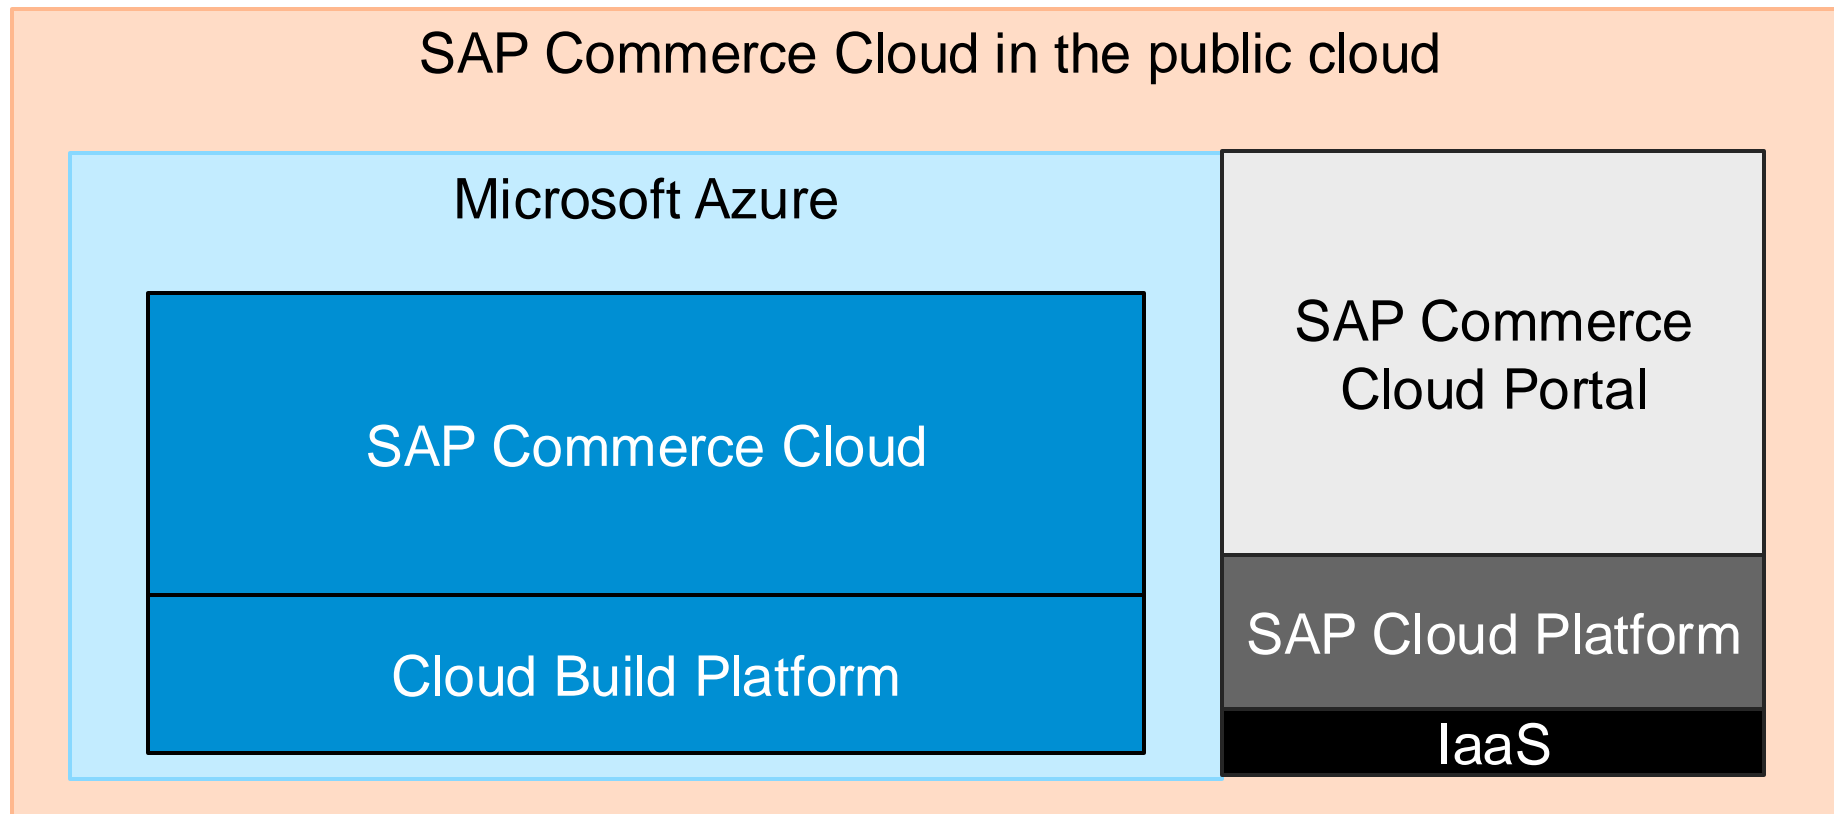 SAP Commerce Cloud in the public cloud
Microsoft Azure
SAP Commerce Cloud
Cloud Build Platform
SAP Commerce
Cloud Portal
SAP Cloud Platform
IaaS